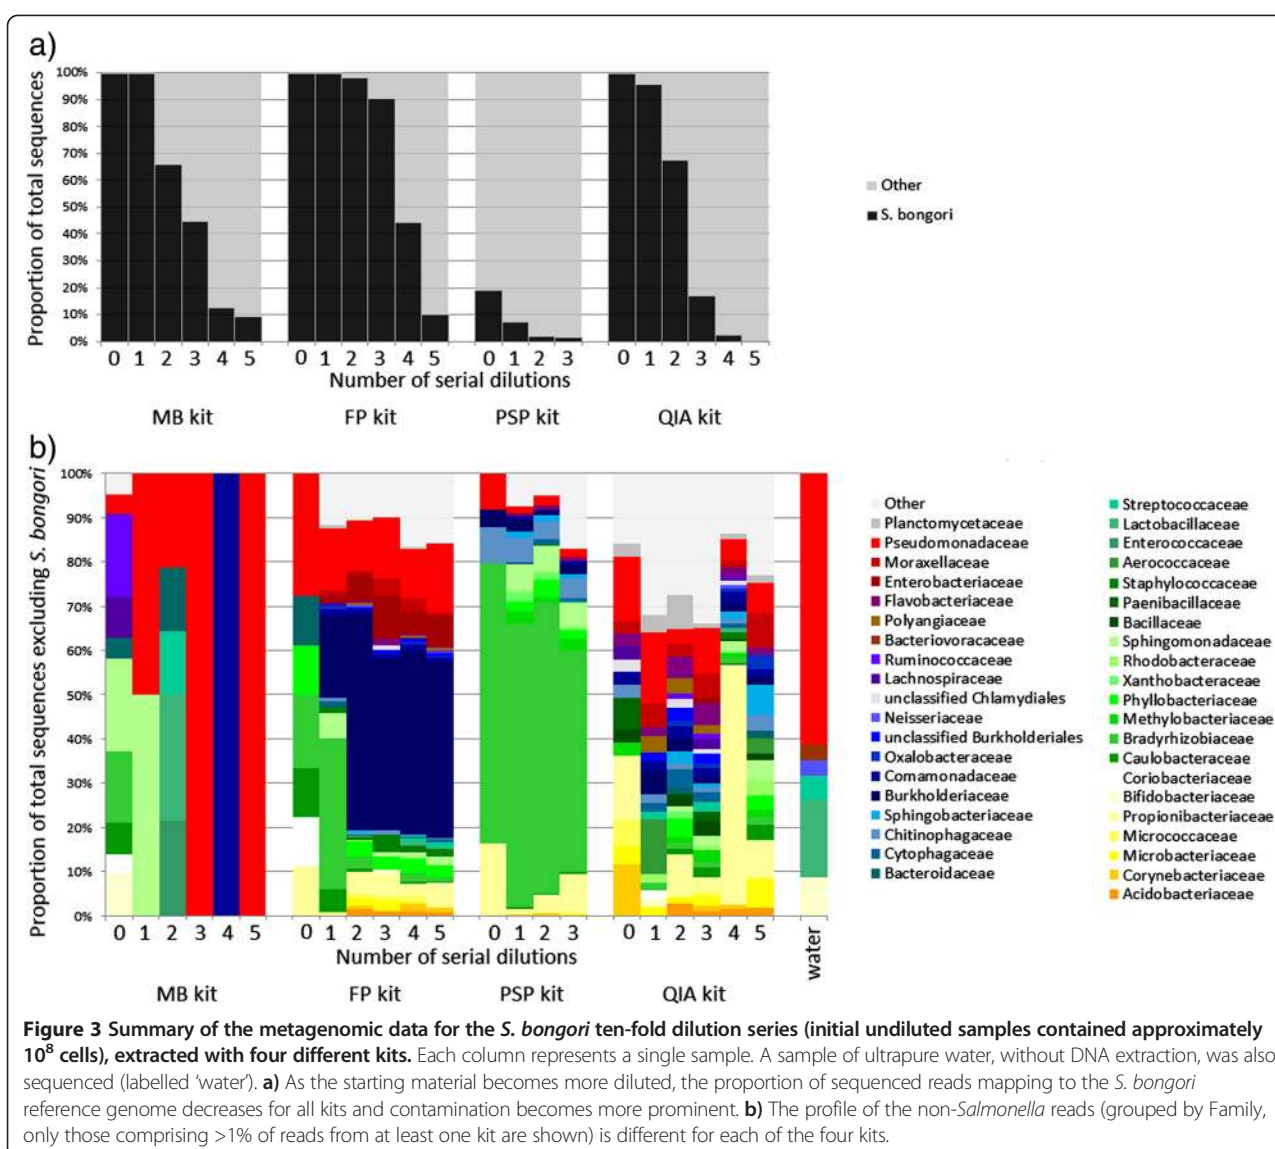 a)
Proportion of total sequences
100%
90%
80%
70%
60%
50%
40%
30%
20%
10%
0%
0 1 2 3 4 5
0 1 2 3 4 5
0 1 2 3
0 1 2 3 4 5
Number of serial dilutions
MB kit
FP kit
PSP kit
QIA kit
Other
S. bongori
b)
Proportion of total sequences excluding S. bongori
100%
90%
80%
70%
60%
50%
40%
30%
20%
10%
0%
0 1 2 3 4 5
0 1 2 3 4 5
0 1 2 3
0 1 2 3 4 5
water
Number of serial dilutions
MB kit
FP kit
PSP kit
QIA kit
Other
Planctomycetaceae
Pseudomonadaceae
Moraxellaceae
Enterobacteriaceae
Flavobacteriaceae
Polyangiaceae
Bacteriovoracaceae
Ruminococcaceae
Lachnospiraceae
unclassified Chlamydiales
Neisseriaceae
unclassified Burkholderiales
Oxalobacteraceae
Comamonadaceae
Burkholderiaceae
Sphingobacteriaceae
Chitinophagaceae
Cytophagaceae
Bacteroidaceae
Streptococcaceae
Lactobacillaceae
Enterococcaceae
Aerococcaceae
Staphylococcaceae
Paenibacillaceae
Bacillaceae
Sphingomonadaceae
Rhodobacteraceae
Xanthobacteraceae
Phyllobacteriaceae
Methylobacteriaceae
Bradyrhizobiaceae
Caulobacteraceae
Coriobacteriaceae
Bifidobacteriaceae
Propionibacteriaceae
Micrococcaceae
Microbacteriaceae
Corynebacteriaceae
Acidobacteriaceae
Figure 3 Summary of the metagenomic data for the S. bongori ten-fold dilution series (initial undiluted samples contained approximately
10⁸ cells), extracted with four different kits. Each column represents a single sample. A sample of ultrapure water, without DNA extraction, was also
sequenced (labelled ‘water’). a) As the starting material becomes more diluted, the proportion of sequenced reads mapping to the S. bongori
reference genome decreases for all kits and contamination becomes more prominent. b) The profile of the non-Salmonella reads (grouped by Family,
only those comprising >1% of reads from at least one kit are shown) is different for each of the four kits.